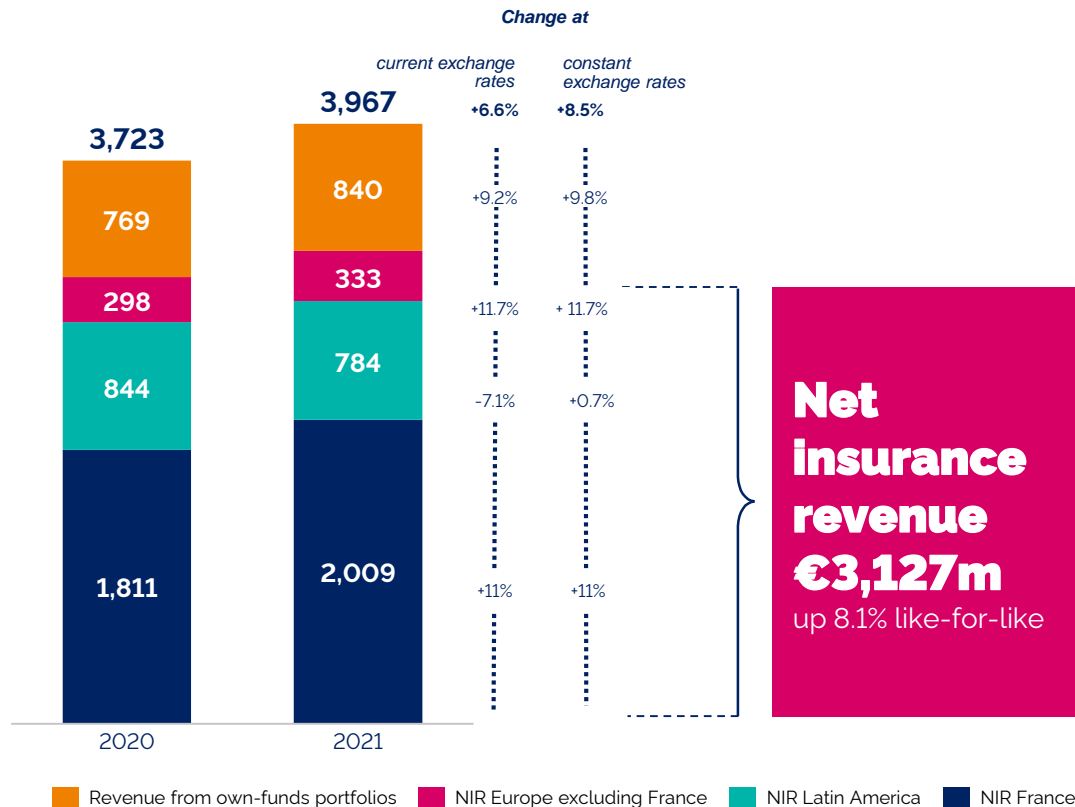 Change at
current exchange
rates
constant
exchange rates
+6.6%
+8.5%
3,723
3,967
769
840
+9.2%
+9.8%
298
333
+11.7%
+ 11.7%
844
784
-7.1%
+0.7%
1,811
2,009
+11%
+11%
Net
insurance
revenue
€3,127m
up 8.1% like-for-like
2020
2021
Revenue from own-funds portfolios
NIR Europe excluding France
NIR Latin America
NIR France